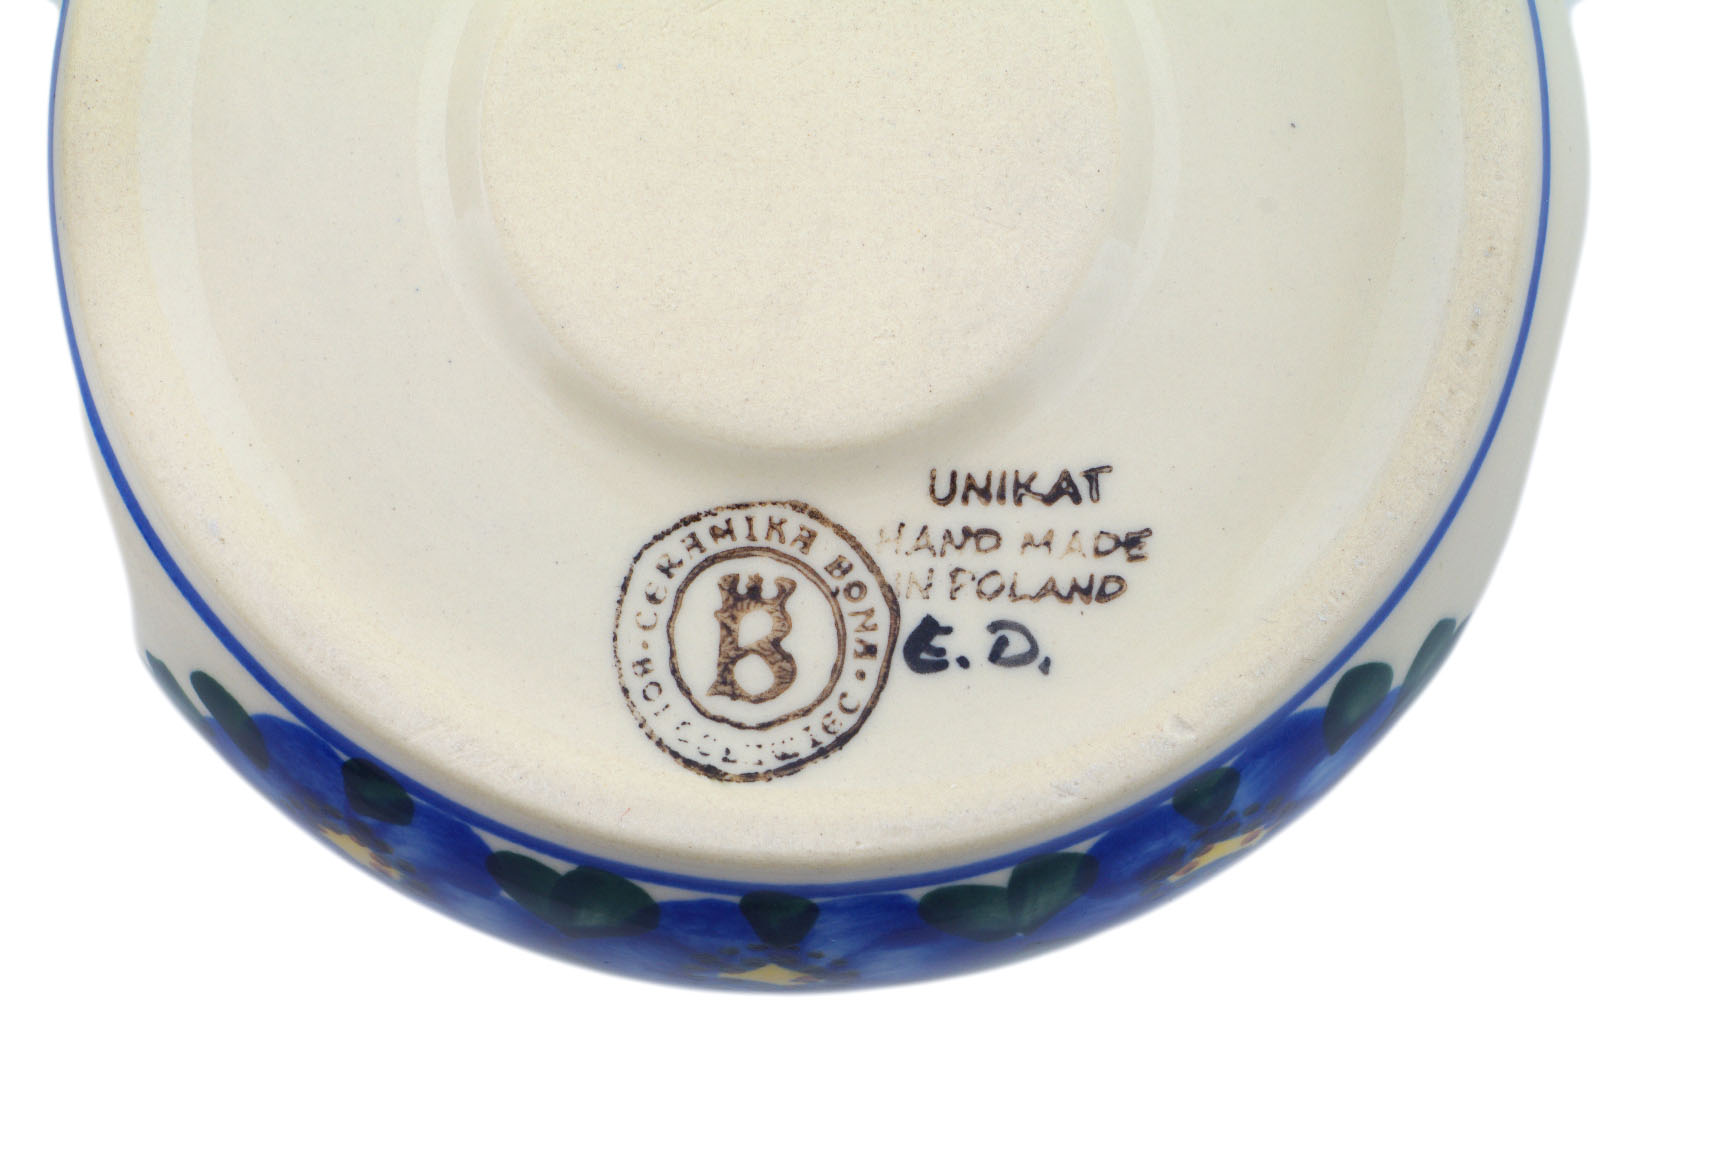 UNIKAT
HAND MADE
IN POLAND
E. D.
CERAMIKA BONA
B